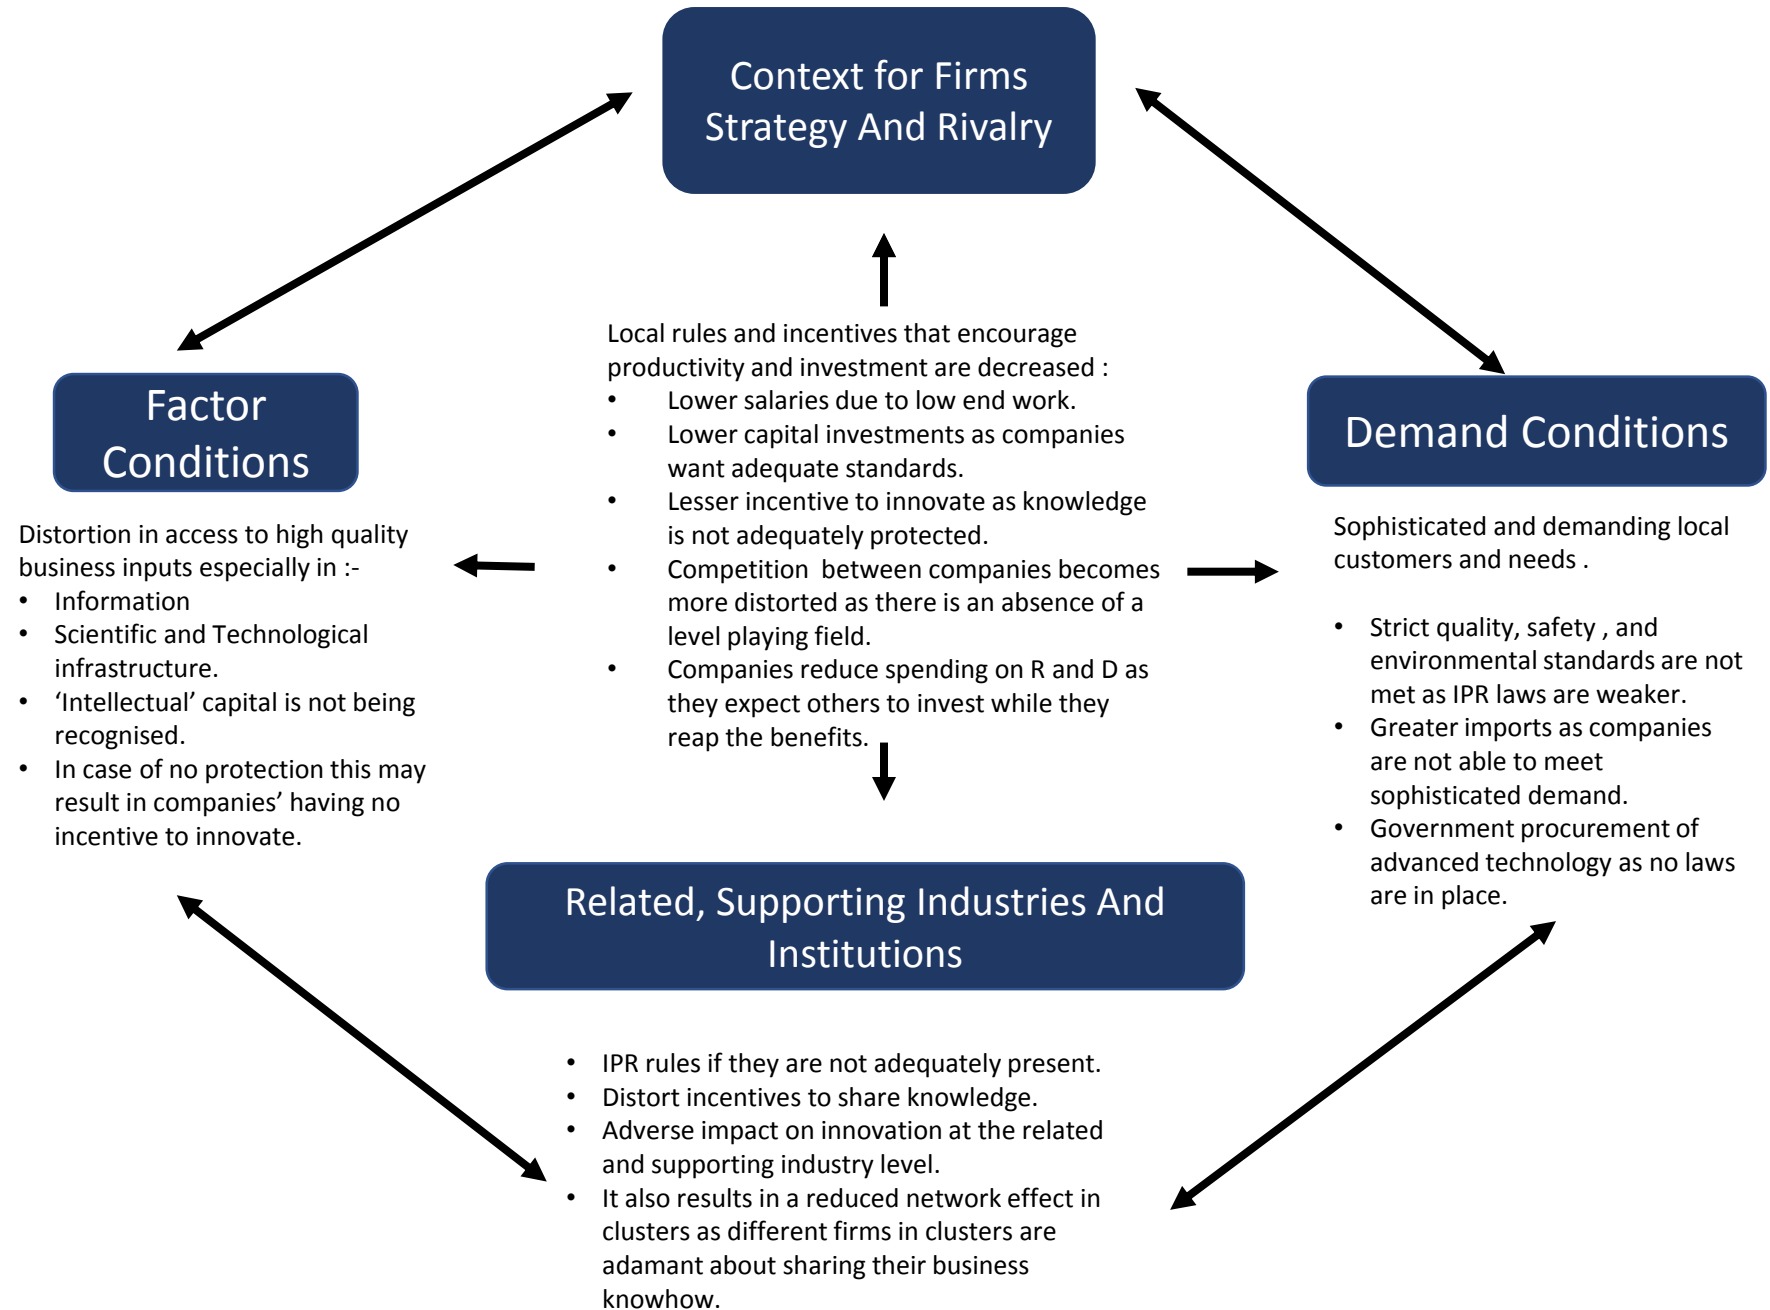 Context for Firms
Strategy And Rivalry
Local rules and incentives that encourage
productivity and investment are decreased :
• Lower salaries due to low end work.
• Lower capital investments as companies
want adequate standards.
• Lesser incentive to innovate as knowledge
is not adequately protected.
• Competition between companies becomes
more distorted as there is an absence of a
level playing field.
• Companies reduce spending on R and D as
they expect others to invest while they
reap the benefits.
Factor
Conditions
Distortion in access to high quality
business inputs especially in :-
• Information
• Scientific and Technological
infrastructure.
• ‘Intellectual’ capital is not being
recognised.
• In case of no protection this may
result in companies’ having no
incentive to innovate.
Demand Conditions
Sophisticated and demanding local
customers and needs .
• Strict quality, safety , and
environmental standards are not
met as IPR laws are weaker.
• Greater imports as companies
are not able to meet
sophisticated demand.
• Government procurement of
advanced technology as no laws
are in place.
Related, Supporting Industries And
Institutions
• IPR rules if they are not adequately present.
• Distort incentives to share knowledge.
• Adverse impact on innovation at the related
and supporting industry level.
• It also results in a reduced network effect in
clusters as different firms in clusters are
adamant about sharing their business
knowhow.